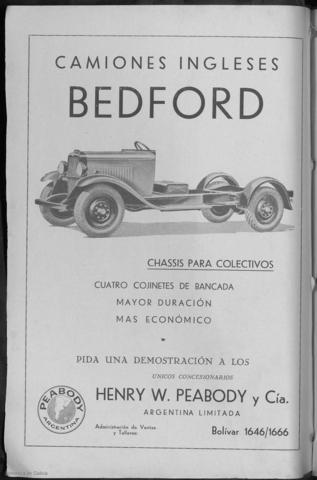 CAMIONES INGLESES
BEDFORD
CHASSIS PARA COLECTIVOS
CUATRO COJINETES DE BANCADA
MAYOR DURACIÓN
MAS ECONÓMICO
PIDA UNA DEMOSTRACIÓN A LOS
UNICOS CONCESIONARIOS
HENRY W. PEABODY y Cía.
ARGENTINA LIMITADA
PEABODY
ARGENTINA
Administración de Ventas
y Talleres
Bolívar 1646/1666